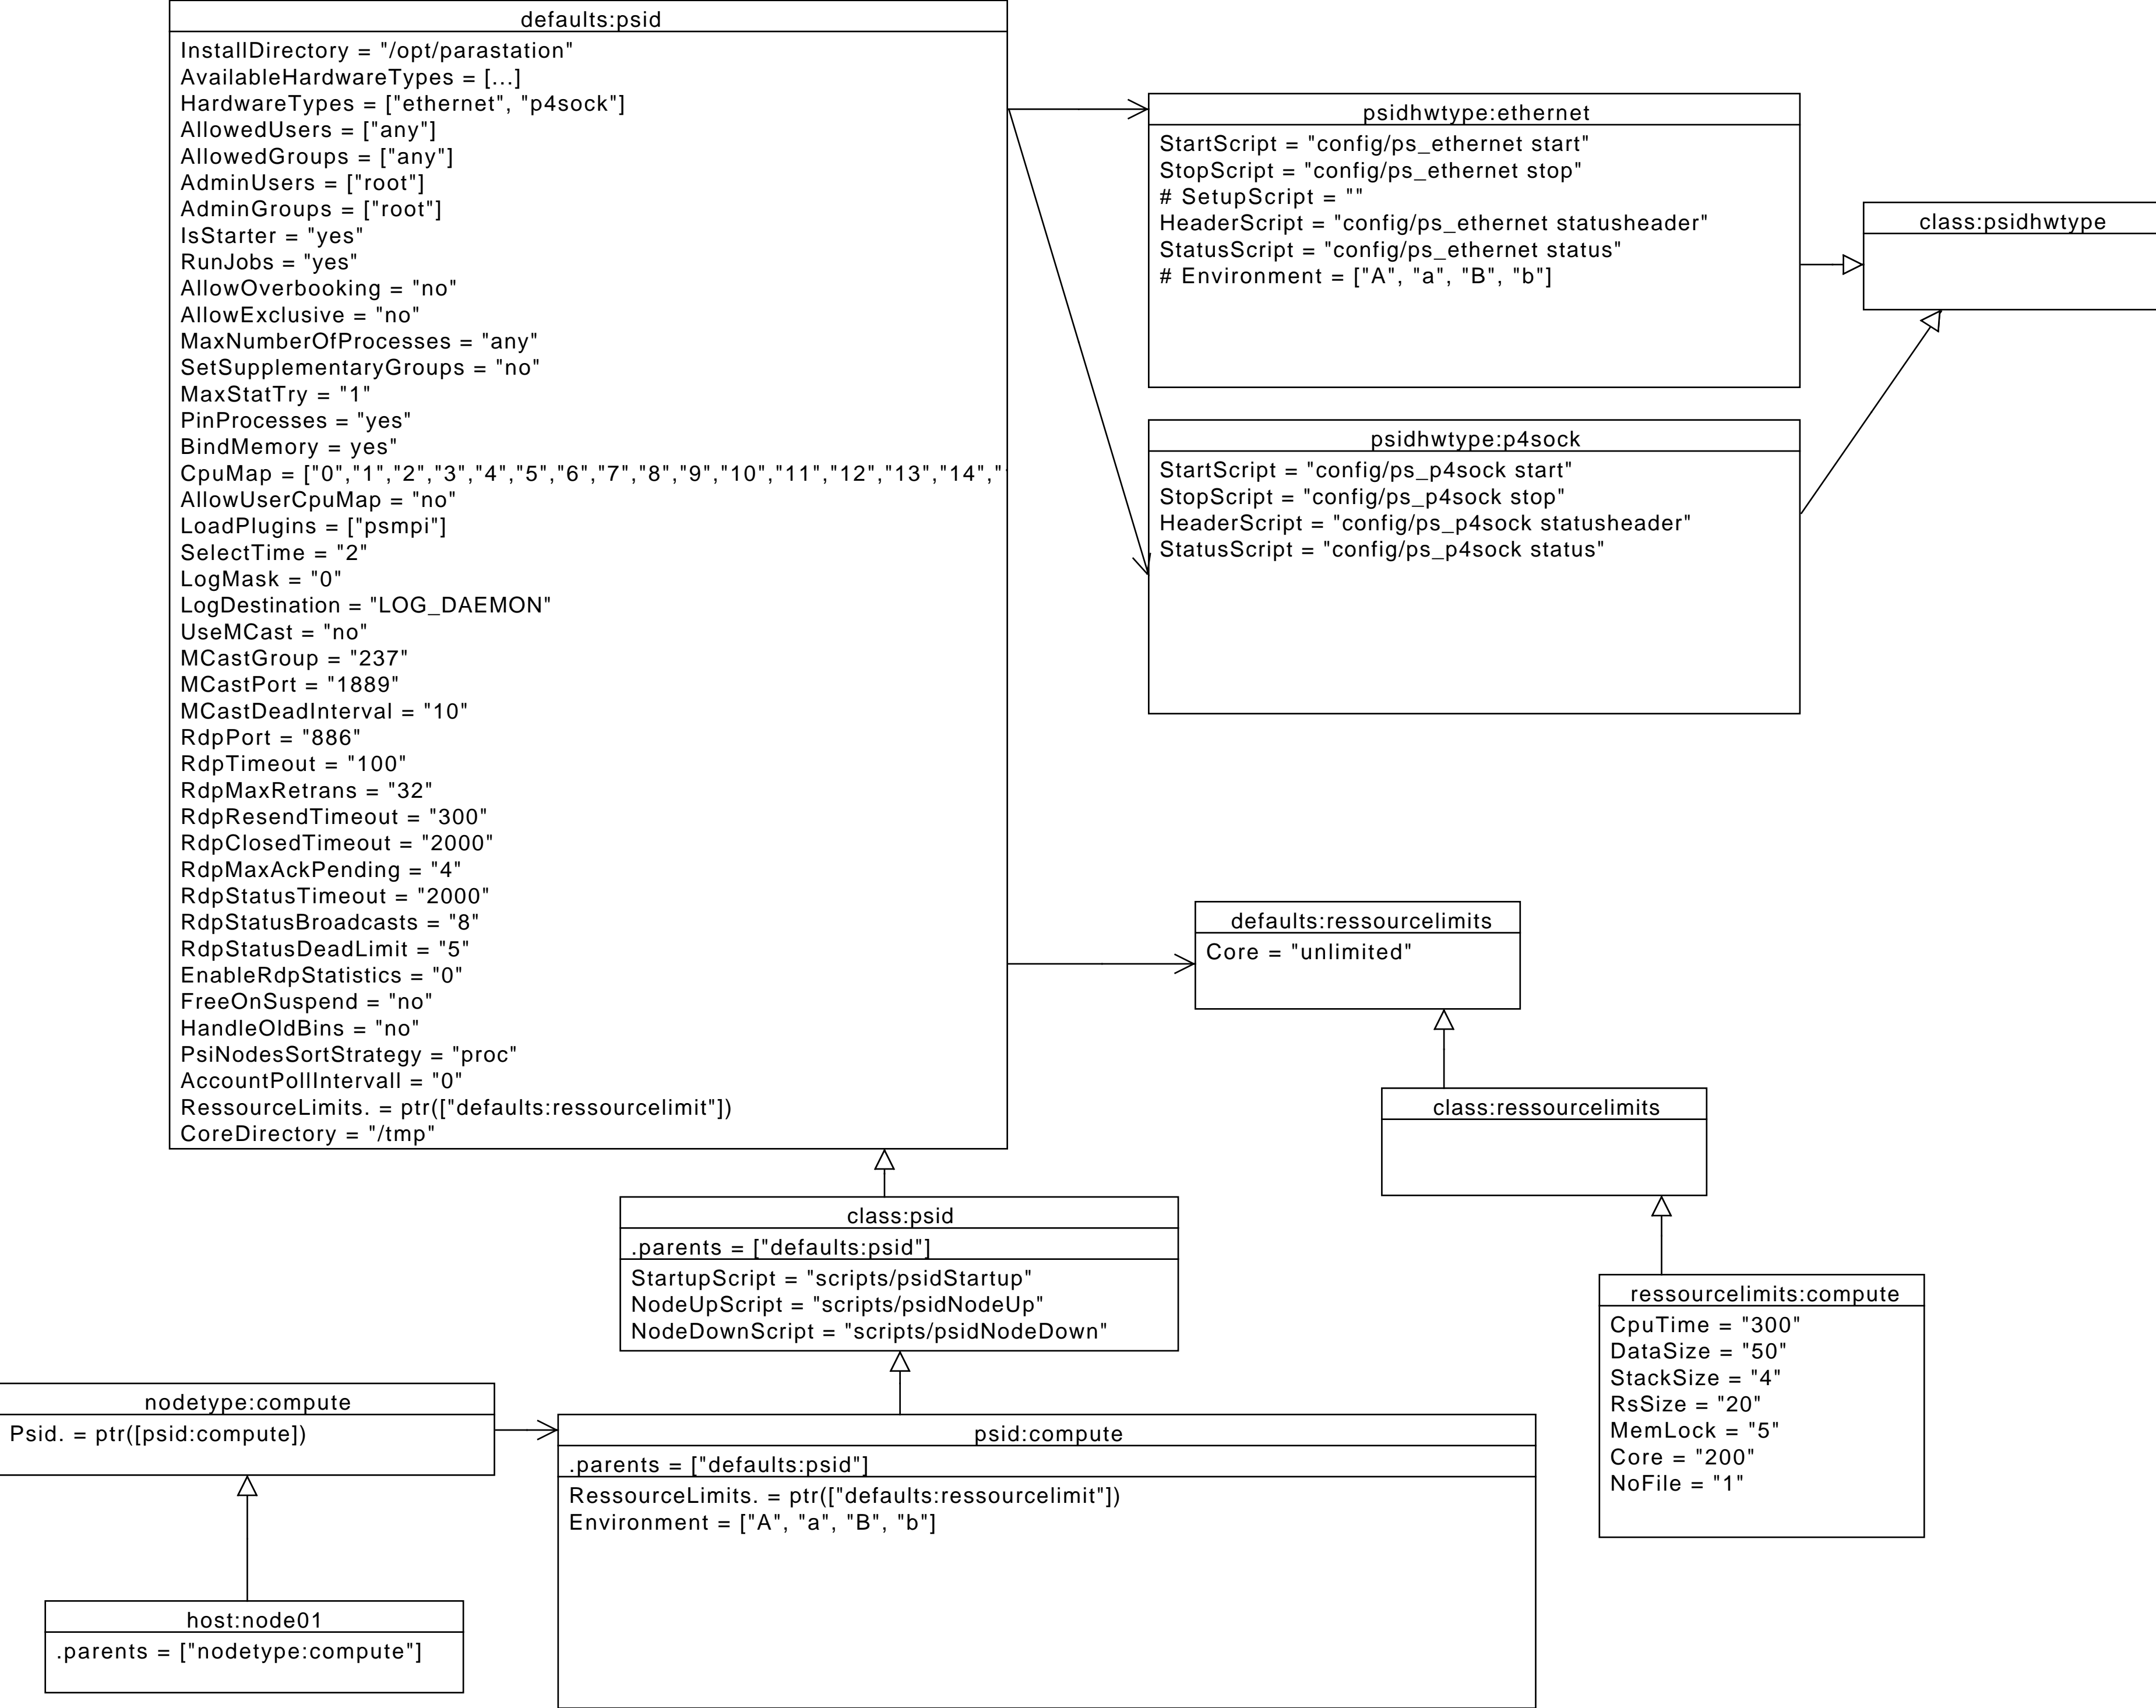 defaults:psid
InstallDirectory = "/opt/parastation"
AvailableHardwareTypes = [...]
HardwareTypes = ["ethernet", "p4sock"]
AllowedUsers = ["any"]
AllowedGroups = ["any"]
AdminUsers = ["root"]
AdminGroups = ["root"]
IsStarter = "yes"
RunJobs = "yes"
AllowOverbooking = "no"
AllowExclusive = "no"
MaxNumberOfProcesses = "any"
SetSupplementaryGroups = "no"
MaxStatTry = "1"
PinProcesses = "yes"
BindMemory = yes"
CpuMap = ["0","1","2","3","4","5","6","7","8","9","10","11","12","13","14","
AllowUserCpuMap = "no"
LoadPlugins = ["psmpi"]
SelectTime = "2"
LogMask = "0"
LogDestination = "LOG_DAEMON"
UseMCast = "no"
MCastGroup = "237"
MCastPort = "1889"
MCastDeadInterval = "10"
RdpPort = "886"
RdpTimeout = "100"
RdpMaxRetrans = "32"
RdpResendTimeout = "300"
RdpClosedTimeout = "2000"
RdpMaxAckPending = "4"
RdpStatusTimeout = "2000"
RdpStatusBroadcasts = "8"
RdpStatusDeadLimit = "5"
EnableRdpStatistics = "0"
FreeOnSuspend = "no"
HandleOldBins = "no"
PsiNodesSortStrategy = "proc"
AccountPollIntervall = "0"
RessourceLimits. = ptr(["defaults:ressourcelimit"])
CoreDirectory = "/tmp"
psidhwtype:ethernet
StartScript = "config/ps_ethernet start"
StopScript = "config/ps_ethernet stop"
# SetupScript = ""
HeaderScript = "config/ps_ethernet statusheader"
StatusScript = "config/ps_ethernet status"
# Environment = ["A", "a", "B", "b"]
class:psidhwtype
psidhwtype:p4sock
StartScript = "config/ps_p4sock start"
StopScript = "config/ps_p4sock stop"
HeaderScript = "config/ps_p4sock statusheader"
StatusScript = "config/ps_p4sock status"
defaults:ressourcelimits
Core = "unlimited"
class:ressourcelimits
ressourcelimits:compute
CpuTime = "300"
DataSize = "50"
StackSize = "4"
RsSize = "20"
MemLock = "5"
Core = "200"
NoFile = "1"
class:psid
.parents = ["defaults:psid"]
StartupScript = "scripts/psidStartup"
NodeUpScript = "scripts/psidNodeUp"
NodeDownScript = "scripts/psidNodeDown"
nodetype:compute
Psid. = ptr([psid:compute])
psid:compute
.parents = ["defaults:psid"]
RessourceLimits. = ptr(["defaults:ressourcelimit"])
Environment = ["A", "a", "B", "b"]
host:node01
.parents = ["nodetype:compute"]